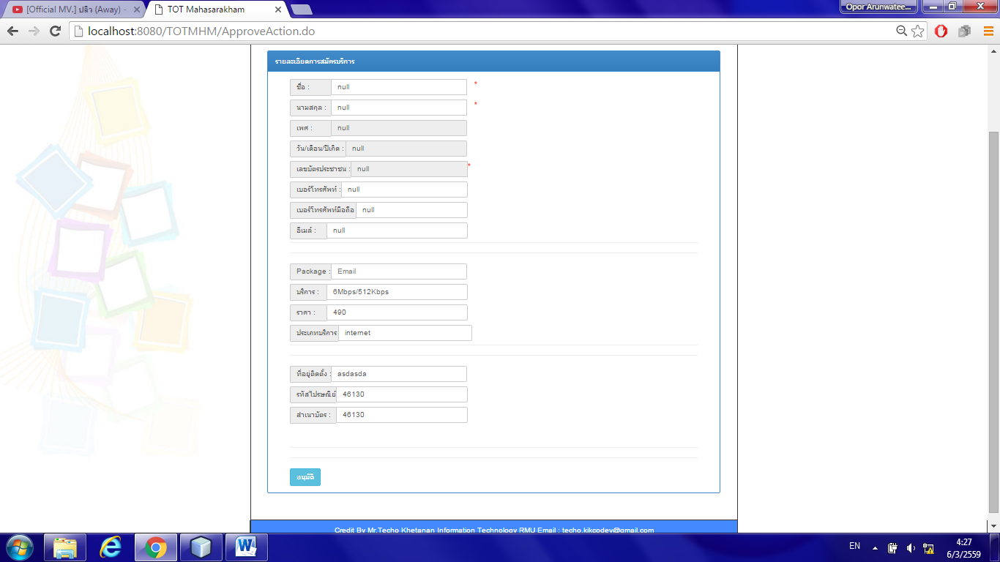 [Official MV.] ปลิว (Away) -
TOT Mahasarakham
Opor Arunwatee...
localhost:8080/TOTMHM/ApproveAction.do
รายละเอียดการสมัครบริการ
ชื่อ : null *
นามสกุล : null *
เพศ : null
วัน/เดือน/ปีเกิด : null
เลขบัตรประชาชน : null *
เบอร์โทรศัพท์ : null
เบอร์โทรศัพท์มือถือ null
อีเมล์ : null
Package : Email
บริการ : 6Mbps/512Kbps
ราคา : 490
ประเภทบริการ internet
ที่อยู่ติดตั้ง : asdasda
รหัสไปรษณีย์ 46130
สำเนาบัตร : 46130
อนุมัติ
Credit By Mr.Techo Khetanan Information Technology RMU Email : techo.kikcodev@gmail.com
EN
4:27
6/3/2559